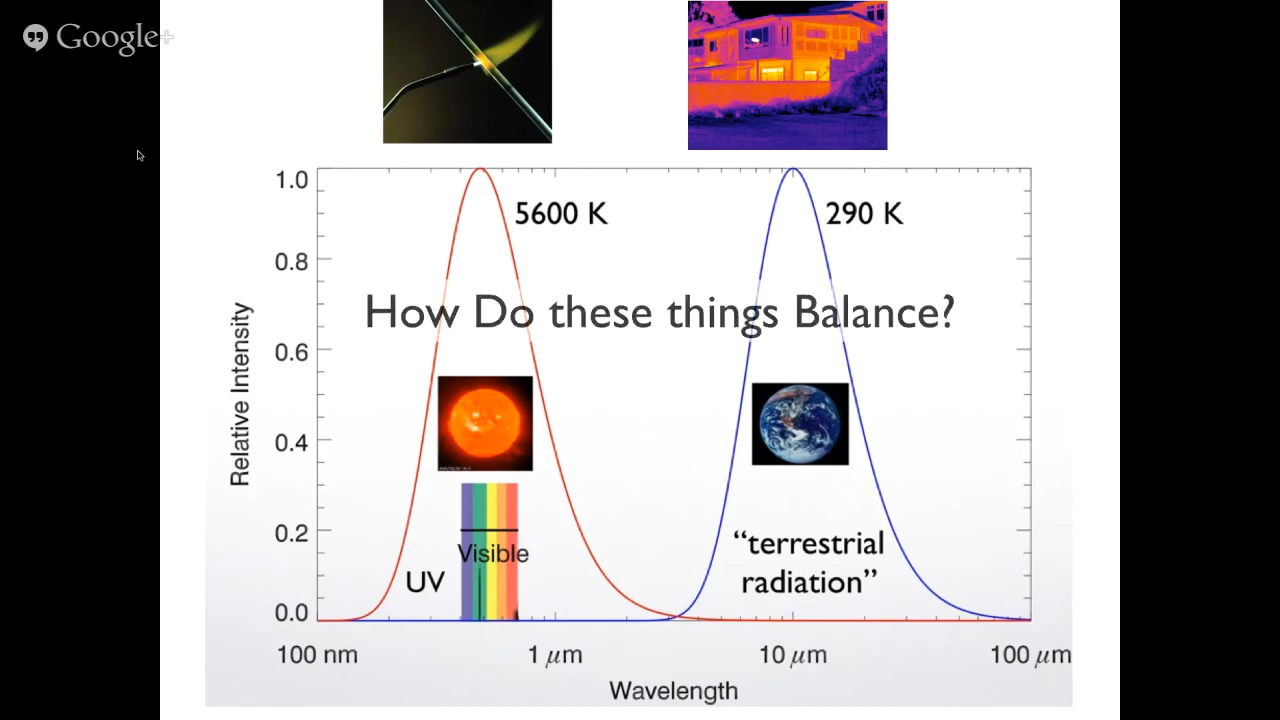 Google+
1.0
5600 K
290 K
0.8
How Do these things Balance?
0.6
Relative Intensity
0.4
0.2
"terrestrial
radiation"
Visible
UV
0.0
100 nm
1 μm
10 μm
100 μm
Wavelength